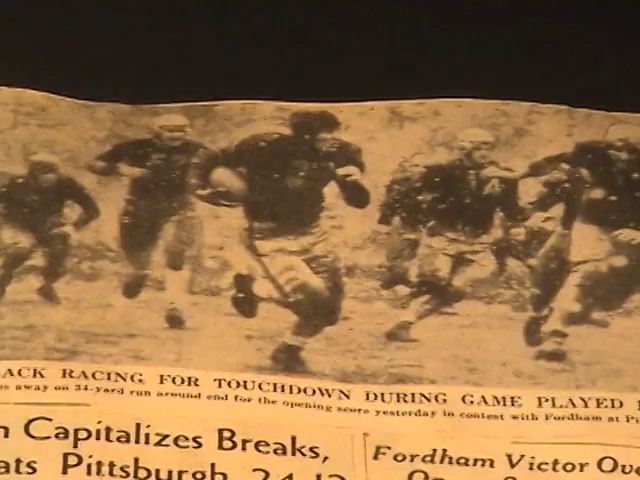 ACK RACING FOR TOUCHDOWN DURING GAME PLAYED
away on 34-yard run around end for the opening score yesterday in contest with Fordham at
Capitalizes Breaks,
Pittsburgh
Fordham Victor